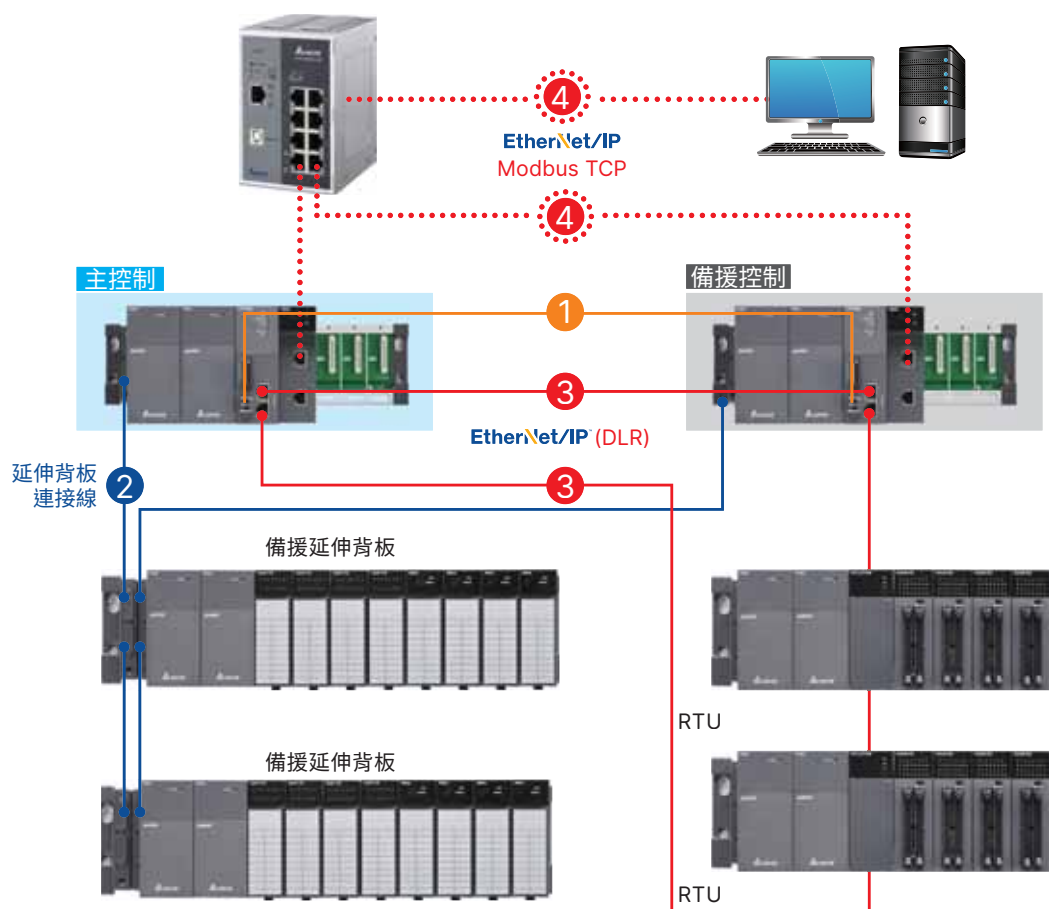 4
EtherNet/IP
Modbus TCP
4
主控制
備援控制
1
3
EtherNet/IP™ (DLR)
3
延伸背板
連接線
2
備援延伸背板
RTU
備援延伸背板
RTU